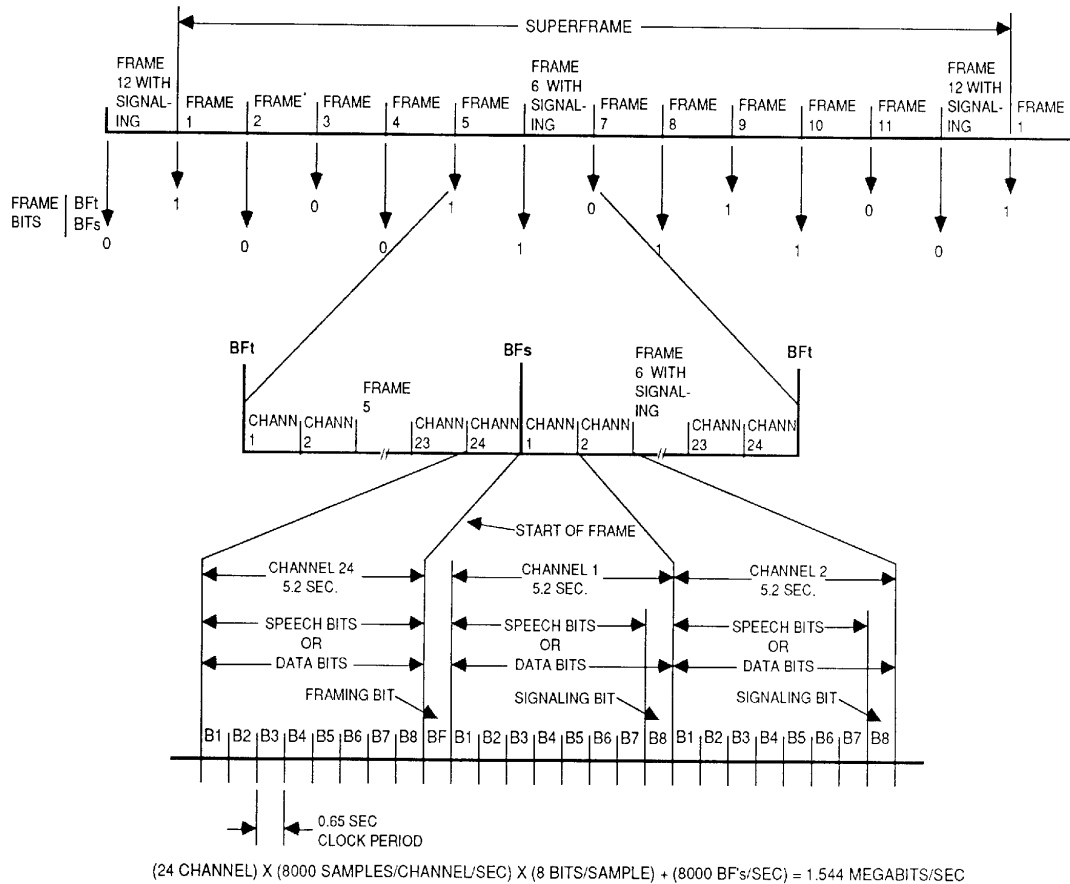 SUPERFRAME
FRAME
12 WITH
SIGNAL-
ING
FRAME
1
FRAME
2
FRAME
3
FRAME
4
FRAME
5
FRAME
6 WITH
SIGNAL-
ING
FRAME
7
FRAME
8
FRAME
9
FRAME
10
FRAME
11
FRAME
12 WITH
SIGNAL-
ING
FRAME
1
FRAME
BITS
BFt
BFs
1 0 1 0 1 0 1
0 0 0 1 1 1 0
BFt
BFs
BFt
FRAME
5
FRAME
6 WITH
SIGNAL-
ING
CHANN
1
CHANN
2
CHANN
23
CHANN
24
CHANN
1
CHANN
2
CHANN
23
CHANN
24
START OF FRAME
CHANNEL 24
5.2 SEC.
CHANNEL 1
5.2 SEC.
CHANNEL 2
5.2 SEC.
SPEECH BITS
OR
DATA BITS
SPEECH BITS
OR
DATA BITS
SPEECH BITS
OR
DATA BITS
FRAMING BIT
SIGNALING BIT
SIGNALING BIT
B1 B2 B3 B4 B5 B6 B7 B8 BF B1 B2 B3 B4 B5 B6 B7 B8 B1 B2 B3 B4 B5 B6 B7 B8
0.65 SEC
CLOCK PERIOD
(24 CHANNEL) X (8000 SAMPLES/CHANNEL/SEC) X (8 BITS/SAMPLE) + (8000 BF's/SEC) = 1.544 MEGABITS/SEC